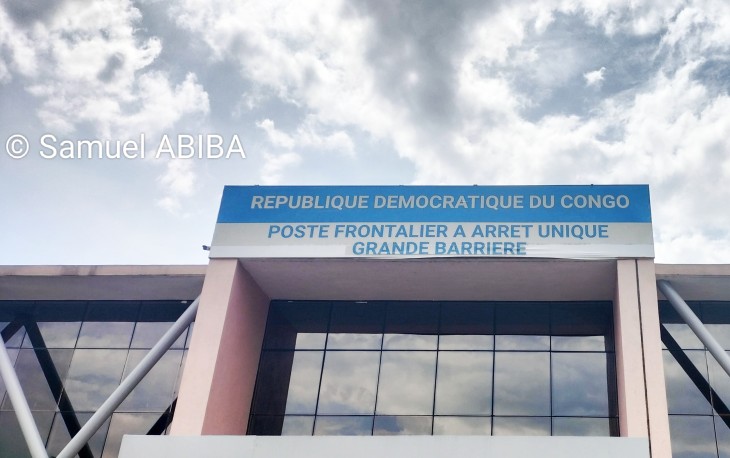 © Samuel ABIBA
REPUBLIQUE DEMOCRATIQUE DU CONGO
POSTE FRONTALIER A ARRET UNIQUE
GRANDE BARRIERE